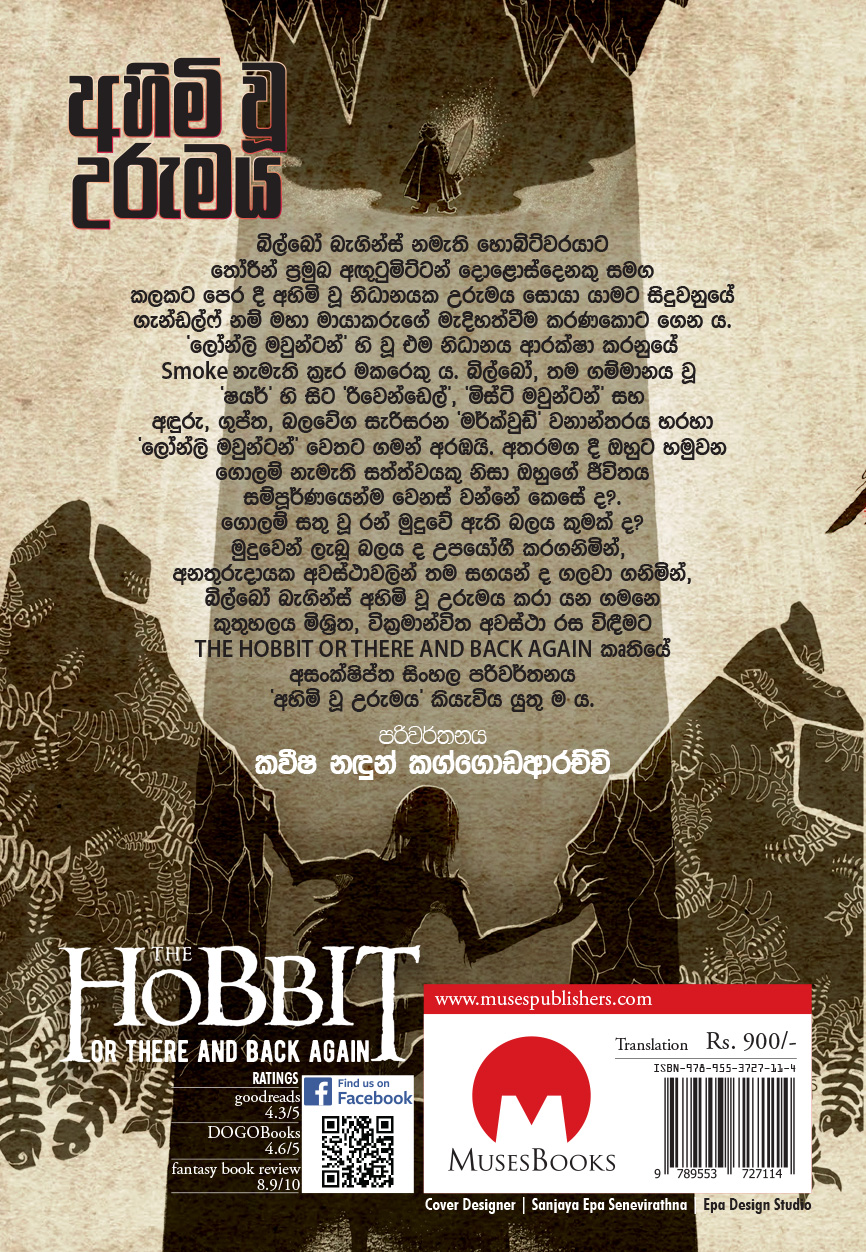 අහිමි වූ
උරුමය
බිල්බෝ බැගින්ස් නමැති හොබිට්වරයාට
තෝරින් ප්‍රමුඛ අඟුටුමිට්ටන් දොළොස්දෙනකු සමග
කලකට පෙර දී අහිමි වූ නිධානයක උරුමය සොයා යාමට සිදුවනුයේ
ගැන්ඩල්ෆ් නම් මහා මායාකරුගේ මැදිහත්වීම කරණකොට ගෙන ය.
'ලෝන්ලි මවුන්ටන්' හි වූ එම නිධානය ආරක්ෂා කරනුයේ
Smoke නැමැති ක්‍රූර මකරෙකු ය. බිල්බෝ, තම ගම්මානය වූ
'ෂයර්' හි සිට 'රිවෙන්ඩෙල්', 'මිස්ටි මවුන්ටන්' සහ
අඳුරු, ගුප්ත, බලවේග සැරිසරන 'මර්ක්වුඩ්' වනාන්තරය හරහා
'ලෝන්ලි මවුන්ටන්' වෙතට ගමන් අරඹයි. අතරමග දී ඔහුට හමුවන
ගොලම් නැමැති සත්ත්වයකු නිසා ඔහුගේ ජීවිතය
සම්පූර්ණයෙන්ම වෙනස් වන්නේ කෙසේ ද?.
ගොලම් සතු වූ රන් මුදුවේ ඇති බලය කුමක් ද?
මුදුවෙන් ලැබූ බලය ද උපයෝගී කරගනිමින්,
අනතුරුදායක අවස්ථාවලින් තම සගයන් ද ගලවා ගනිමින්,
බිල්බෝ බැගින්ස් අහිමි වූ උරුමය කරා යන ගමනෙ
කුතුහලය මිශ්‍රිත, වික්‍රමාන්විත අවස්ථා රස විඳීමට
THE HOBBIT OR THERE AND BACK AGAIN කෘතියේ
අසංක්ෂිප්ත සිංහල පරිවර්තනය
'අහිමි වූ උරුමය' කියැවිය යුතු ම ය.
පරිවර්තනය
කවීෂ නඳුන් කග්ගොඩආරච්චි
THE
HOBBIT
OR THERE AND BACK AGAIN
RATINGS
goodreads
4.3/5
DOGOBooks
4.6/5
fantasy book review
8.9/10
Find us on
Facebook
www.musespublishers.com
Translation Rs. 900/-
ISBN-978-955-3727-11-4
9 789553 727114
MUSESBOOKS
Cover Designer | Sanjaya Epa Senevirathna | Epa Design Studio